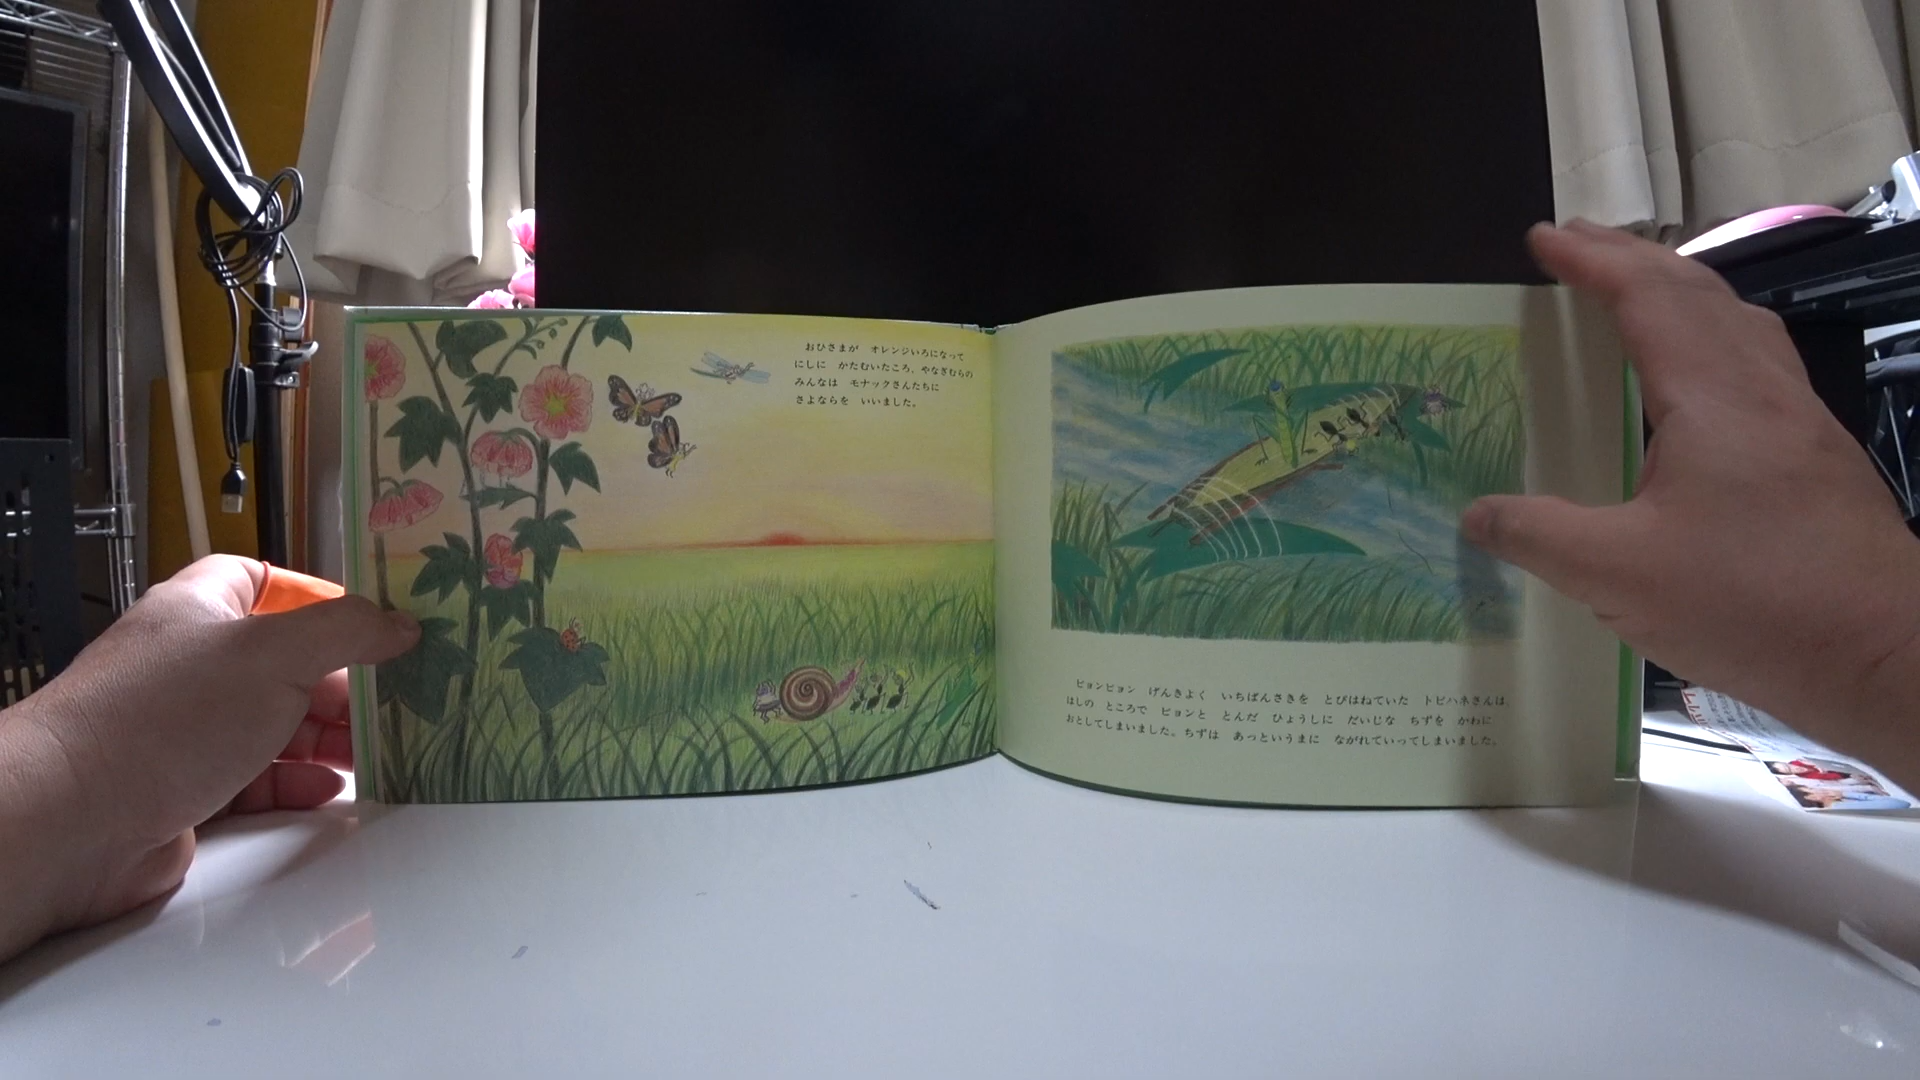 おひさまが　オレンジいろになって
にしに　かたむいたころ、やなぎむらの
みんなは　モナックさんたちに
さよならを　いいました。
ピョンピョン　げんきよく　いちばんさきを　とびはねていた　トビハネさんは、
はしの　ところで　ピョンと　とんだ　ひょうしに　だいじな　ちずを　かわに
おとしてしまいました。ちずは　あっというまに　ながれていってしまいました。